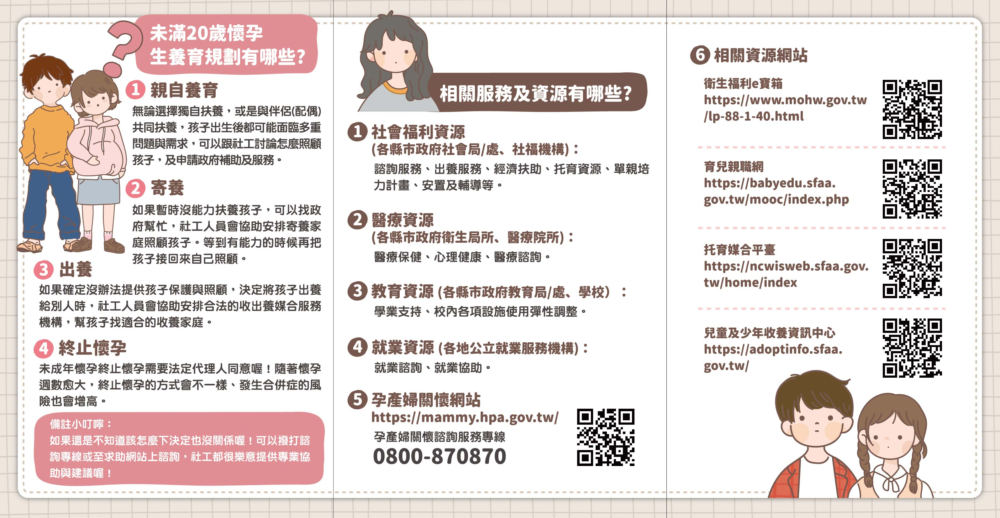 未滿20歲懷孕
生養育規劃有哪些?
1 親自養育
無論選擇獨自扶養，或是與伴侶(配偶)
共同扶養，孩子出生後都可能面臨多重
問題與需求，可以跟社工討論怎麼照顧
孩子，及申請政府補助及服務。
2 寄養
如果暫時沒能力扶養孩子，可以找政
府幫忙，社工人員會協助安排寄養家
庭照顧孩子。等到有能力的時候再把
孩子接回來自己照顧。
3 出養
如果確定沒辦法提供孩子保護與照顧，決定將孩子出養
給別人時，社工人員會協助安排合法的收出養媒合服務
機構，幫孩子找適合的收養家庭。
4 終止懷孕
未成年懷孕終止懷孕需要法定代理人同意喔！隨著懷孕
週數愈大，終止懷孕的方式會不一樣、發生合併症的風
險也會增高。
備註小叮嚀：
如果還是不知道該怎麼下決定也沒關係喔！可以撥打諮
詢專線或至求助網站上諮詢，社工都很樂意提供專業協
助與建議喔！
相關服務及資源有哪些?
1 社會福利資源
(各縣市政府社會局/處、社福機構)：
諮詢服務、出養服務、經濟扶助、托育資源、單親培
力計畫、安置及輔導等。
2 醫療資源
(各縣市政府衛生局所、醫療院所)：
醫療保健、心理健康、醫療諮詢。
3 教育資源 (各縣市政府教育局/處、學校）：
學業支持、校內各項設施使用彈性調整。
4 就業資源 (各地公立就業服務機構)：
就業諮詢、就業協助。
5 孕產婦關懷網站
https://mammy.hpa.gov.tw/
孕產婦關懷諮詢服務專線
0800-870870
6 相關資源網站
衛生福利e寶箱
https://www.mohw.gov.tw
/lp-88-1-40.html
育兒親職網
https://babyedu.sfaa.
gov.tw/mooc/index.php
托育媒合平臺
https://ncwisweb.sfaa.gov.
tw/home/index
兒童及少年收養資訊中心
https://adoptinfo.sfaa.
gov.tw/